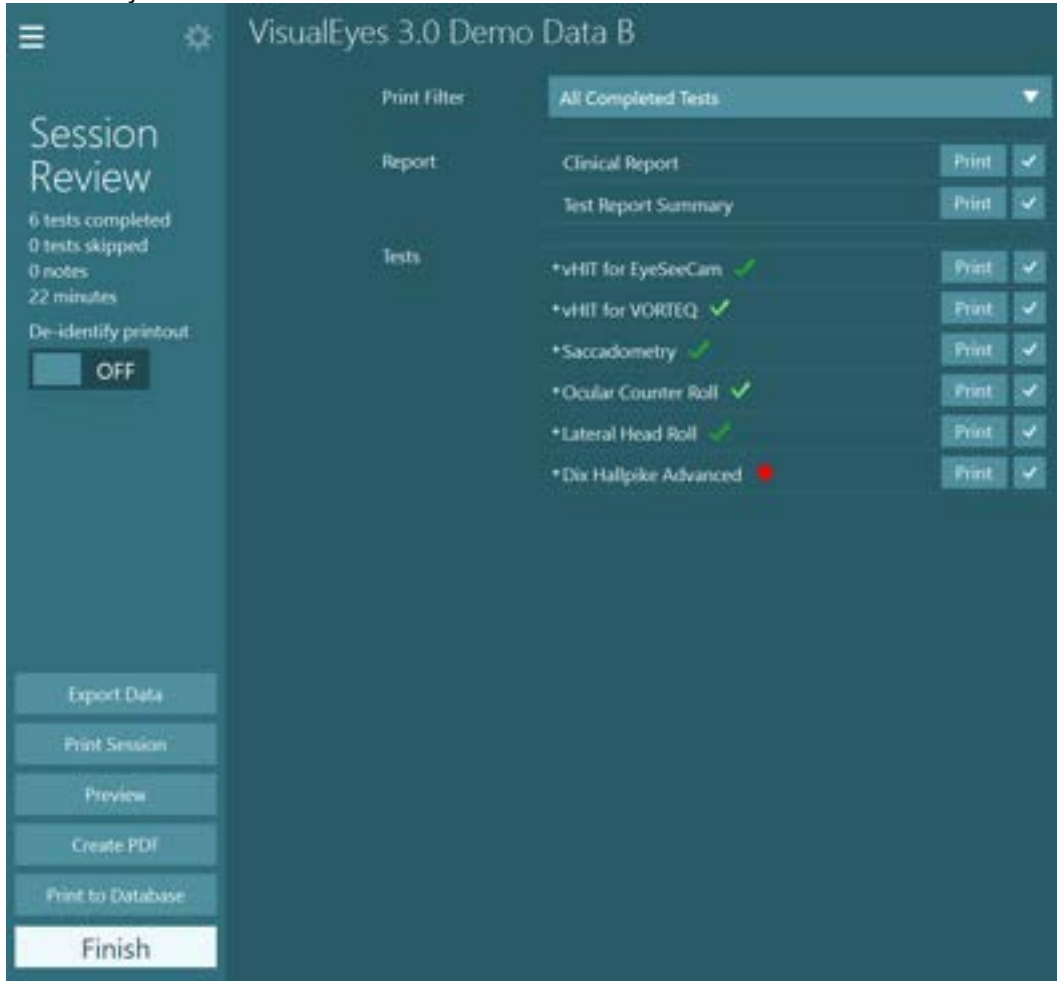 VisualEyes 3.0 Demo Data B
Session
Review
6 tests completed
0 tests skipped
0 notes
22 minutes
De-identify printout
OFF
Export Data
Print Session
Preview
Create PDF
Print to Database
Finish
Print Filter All Completed Tests
Report Clinical Report Print
Test Report Summary Print
Tests *vHIT for EyeSeeCam Print
*vHIT for VORTEQ Print
*Saccadometry Print
*Ocular Counter Roll Print
*Lateral Head Roll Print
*Dix Hallpike Advanced Print